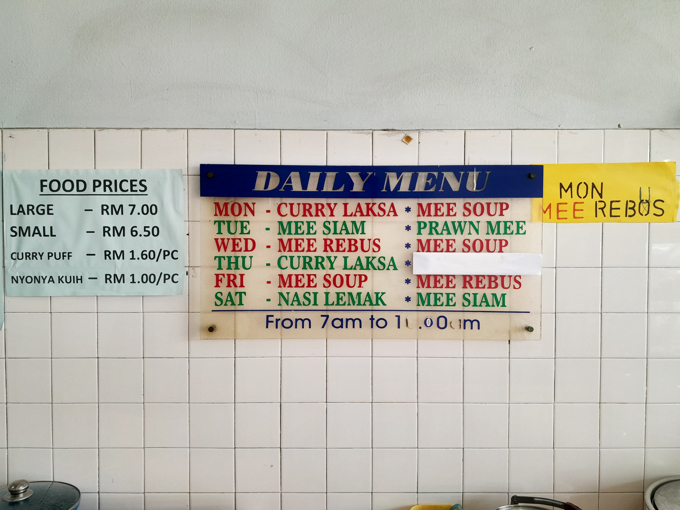 FOOD PRICES
LARGE – RM 7.00
SMALL – RM 6.50
CURRY PUFF – RM 1.60/PC
NYONYA KUIH – RM 1.00/PC
DAILY MENU
MON - CURRY LAKSA * MEE SOUP
TUE - MEE SIAM * PRAWN MEE
WED - MEE REBUS * MEE SOUP
THU - CURRY LAKSA *
FRI - MEE SOUP * MEE REBUS
SAT - NASI LEMAK * MEE SIAM
From 7am to
MON
MEE REBUS